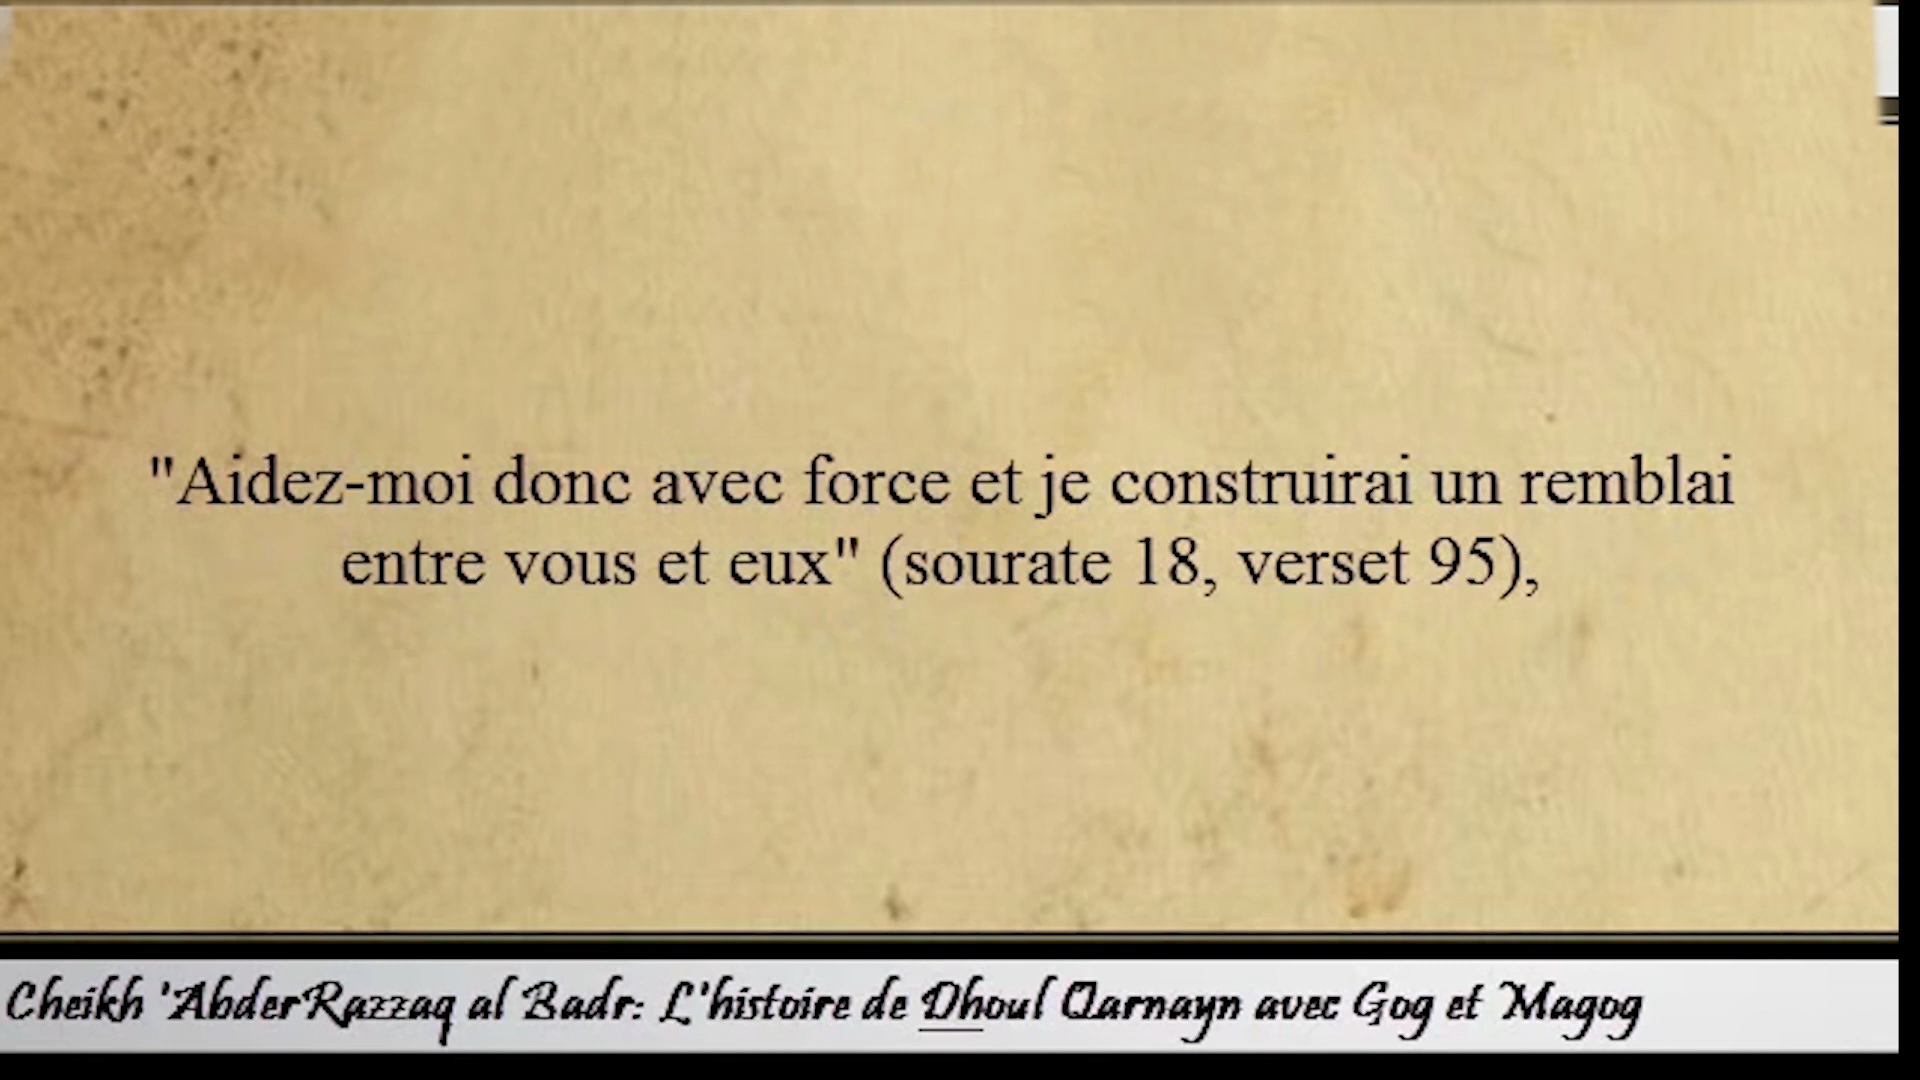 "Aidez-moi donc avec force et je construirai un remblai
entre vous et eux" (sourate 18, verset 95),
Cheikh 'AbderRazzaq al Badr: L'histoire de Dhoul Qarnayn avec Gog et Magog